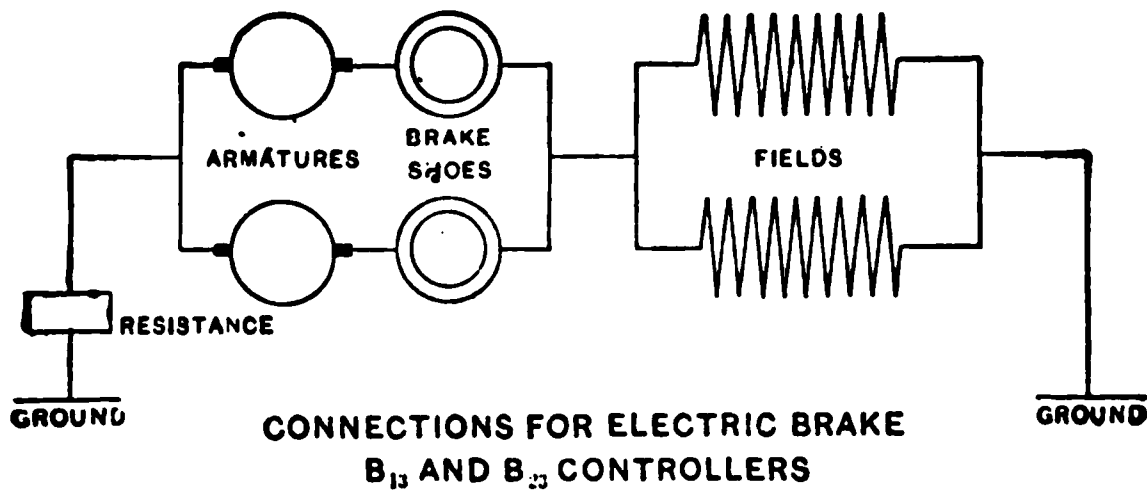 ARMATURES
BRAKE
SHOES
FIELDS
RESISTANCE
GROUND
GROUND
CONNECTIONS FOR ELECTRIC BRAKE
B₁₃ AND B₂₃ CONTROLLERS